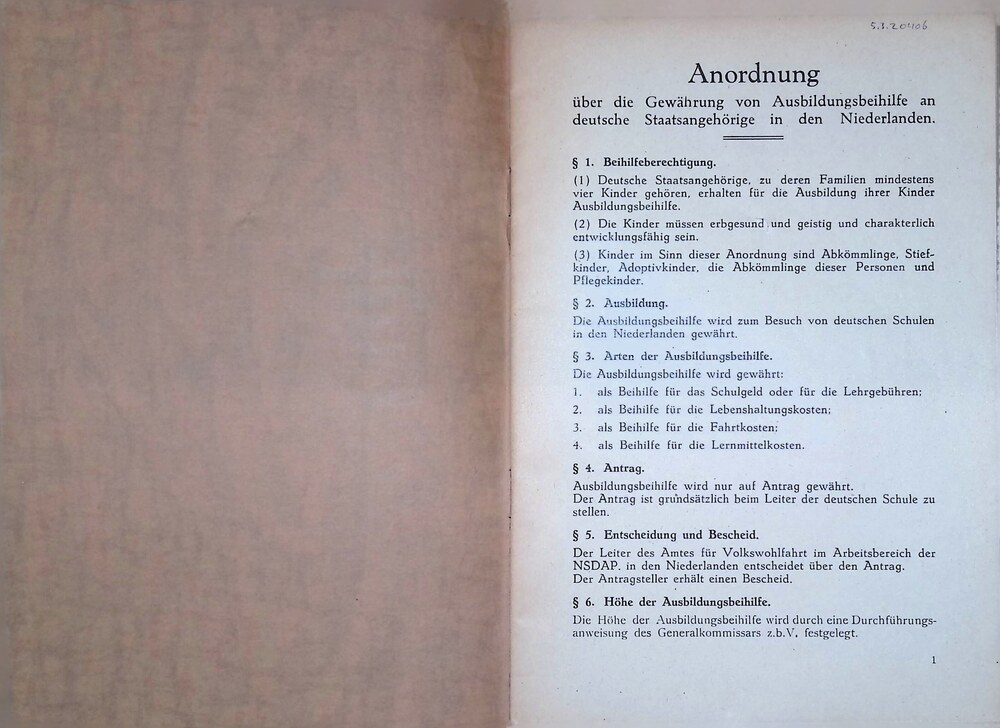 5.3.20406
Anordnung
über die Gewährung von Ausbildungsbeihilfe an
deutsche Staatsangehörige in den Niederlanden.
§ 1. Beihilfeberechtigung.
(1) Deutsche Staatsangehörige, zu deren Familien mindestens
vier Kinder gehören, erhalten für die Ausbildung ihrer Kinder
Ausbildungsbeihilfe.
(2) Die Kinder müssen erbgesund und geistig und charakterlich
entwicklungsfähig sein.
(3) Kinder im Sinn dieser Anordnung sind Abkömmlinge, Stief-
kinder, Adoptivkinder, die Abkömmlinge dieser Personen und
Pflegekinder.
§ 2. Ausbildung.
Die Ausbildungsbeihilfe wird zum Besuch von deutschen Schulen
in den Niederlanden gewährt.
§ 3. Arten der Ausbildungsbeihilfe.
Die Ausbildungsbeihilfe wird gewährt:
1. als Beihilfe für das Schulgeld oder für die Lehrgebühren;
2. als Beihilfe für die Lebenshaltungskosten;
3. als Beihilfe für die Fahrtkosten;
4. als Beihilfe für die Lernmittelkosten.
§ 4. Antrag.
Ausbildungsbeihilfe wird nur auf Antrag gewährt.
Der Antrag ist grundsätzlich beim Leiter der deutschen Schule zu
stellen.
§ 5. Entscheidung und Bescheid.
Der Leiter des Amtes für Volkswohlfahrt im Arbeitsbereich der
NSDAP. in den Niederlanden entscheidet über den Antrag.
Der Antragsteller erhält einen Bescheid.
§ 6. Höhe der Ausbildungsbeihilfe.
Die Höhe der Ausbildungsbeihilfe wird durch eine Durchführungs-
anweisung des Generalkommissars z.b.V. festgelegt.
1